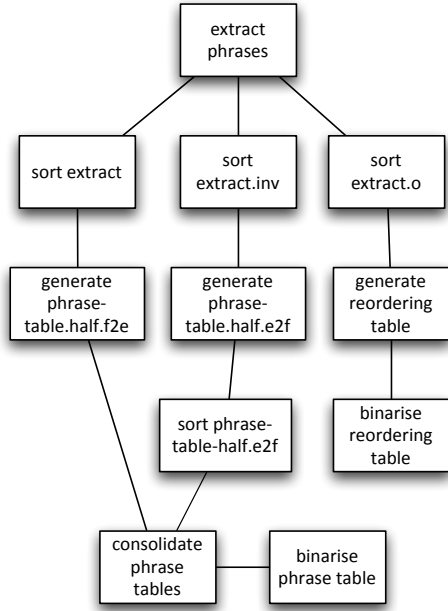 extract
phrases
sort extract
sort
extract.inv
sort
extract.o
generate
phrase-
table.half.f2e
generate
phrase-
table.half.e2f
generate
reordering
table
sort phrase-
table-half.e2f
binarise
reordering
table
consolidate
phrase
tables
binarise
phrase table